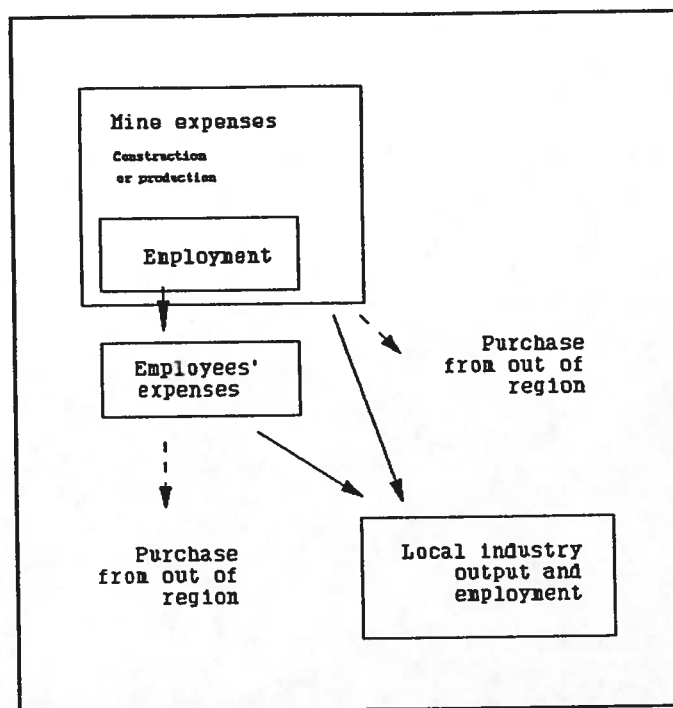 Mine expenses
Construction
or production
Employment
Employees'
expenses
Purchase
from out of
region
Purchase
from out of
region
Local industry
output and
employment